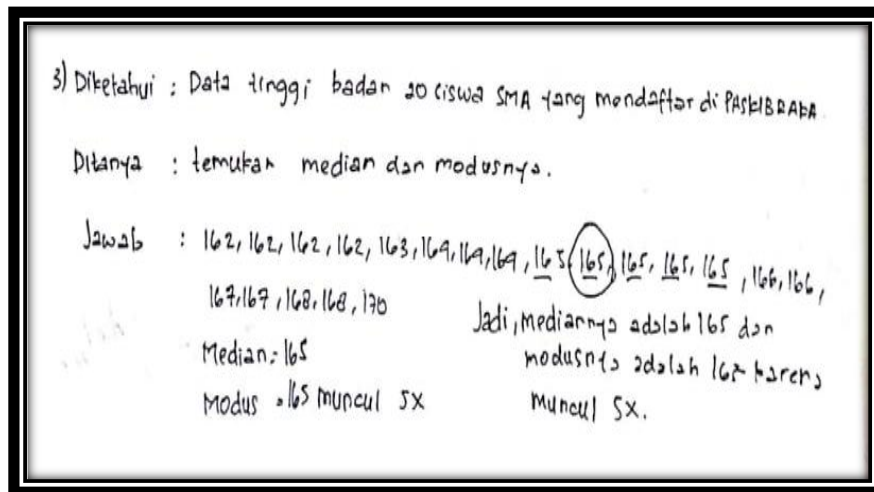 3) Diketahui : Data tinggi badan 20 ciswa SMA yang mendaftar di PASKIBRAKA
Ditanya : temukan median dan modusnya.
Jawab : 162, 162, 162, 162, 163, 164, 164, 164, 165, 165, 165, 165, 165, 166, 166,
167, 167, 168, 168, 170
Median : 165
Modus : 165 muncul 5x
Jadi, mediannya adalah 165 dan
modusnya adalah karena
muncul 5x.